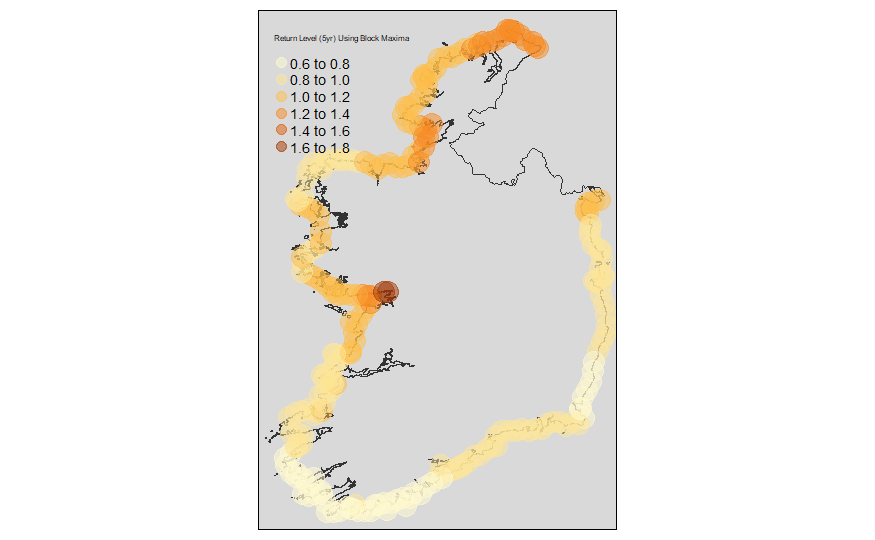 Return Level (5yr) Using Block Maxima
0.6 to 0.8
0.8 to 1.0
1.0 to 1.2
1.2 to 1.4
1.4 to 1.6
1.6 to 1.8